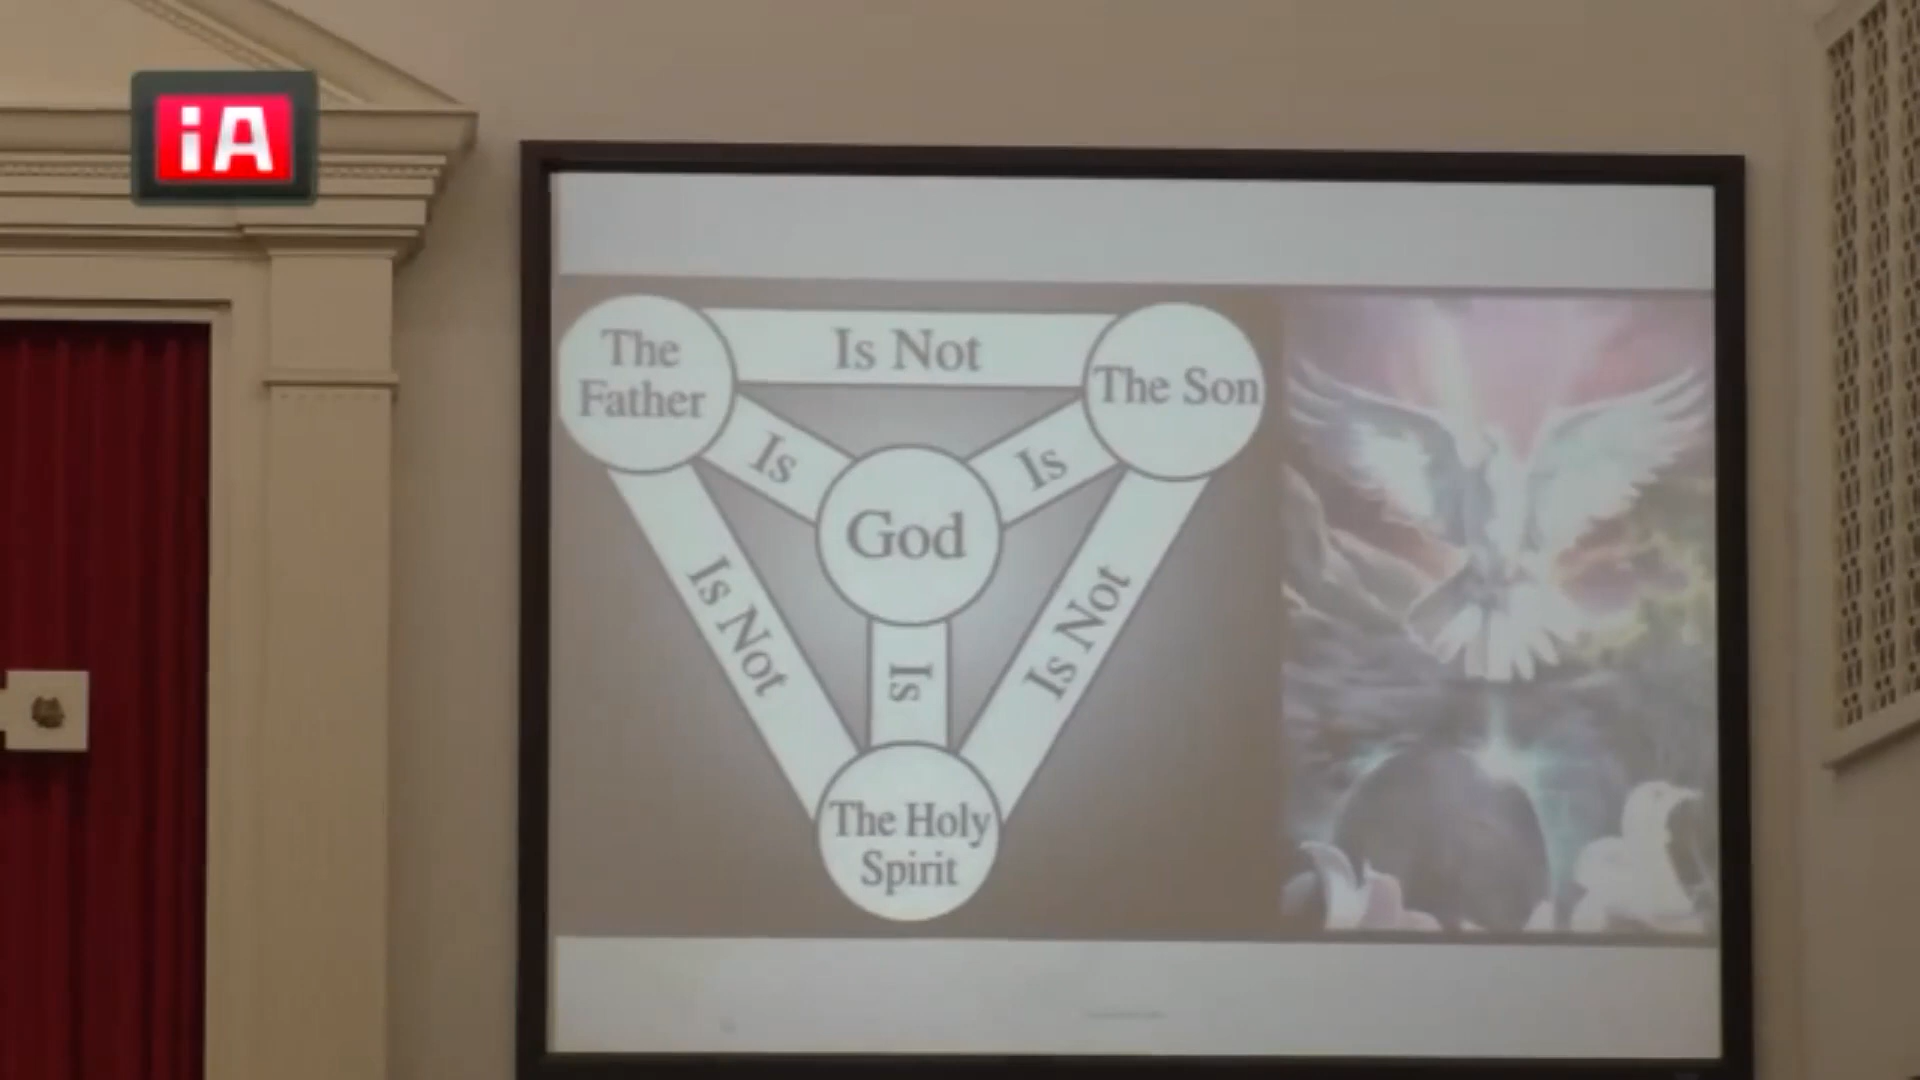 iA
The
Father
Is Not
The Son
Is
Is
God
Is Not
Is
Is Not
The Holy
Spirit